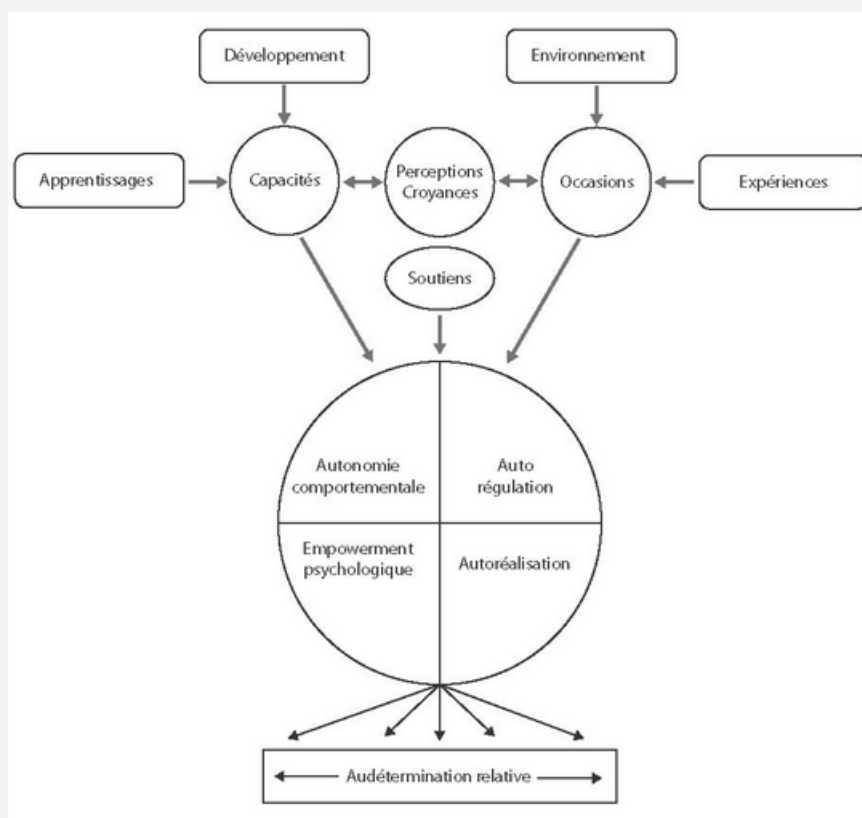 Développement
Environnement
Apprentissages
Capacités
Perceptions
Croyances
Occasions
Expériences
Soutiens
Autonomie
comportementale
Auto
régulation
Empowerment
psychologique
Autoréalisation
Audétermination relative